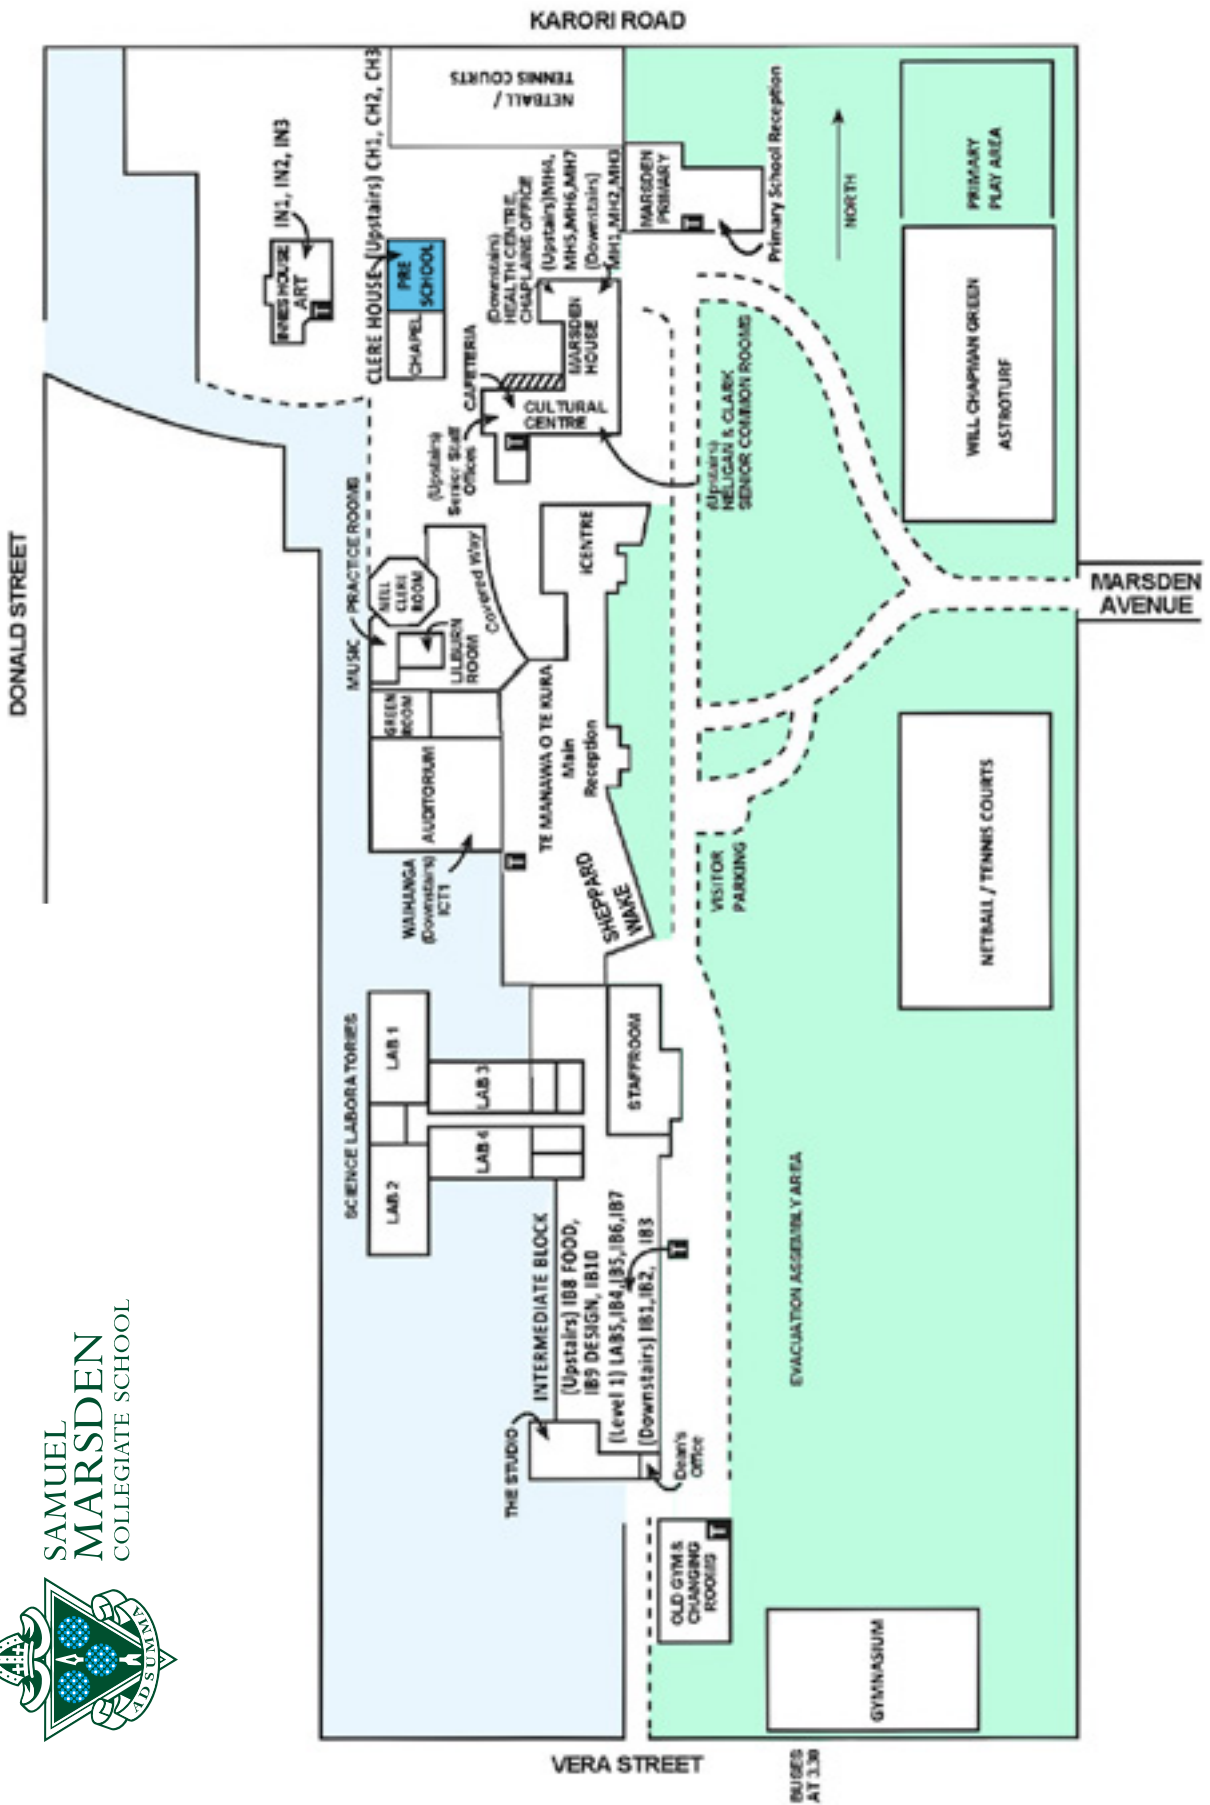 KARORI ROAD
DONALD STREET
IN1, IN2, IN3
INNES HOUSE
ART
T
CLERE HOUSE (Upstairs) CH1, CH2, CH3
PRE
SCHOOL
CHAPEL
NETBALL /
TENNIS COURTS
(Downstairs)
HEALTH CENTRE,
CHAPLAINS OFFICE
(Upstairs)MH4,
MH5,MH6,MH7
(Downstairs)
MH1,MH2,MH3
MARSDEN
PRIMARY
T
Primary School Reception
NORTH
PRIMARY
PLAY AREA
CAFETERIA
MARSDEN
HOUSE
CULTURAL
CENTRE
T
(Upstairs)
Senior Staff
Offices
(Upstairs)
NELIGAN & CLARK
SENIOR COMMON ROOMS
WILL CHAPMAN GREEN
ASTROTURF
MUSIC PRACTICE ROOMS
NELL
CLERE
ROOM
LILBURN
ROOM
Covered Way
iCENTRE
MARSDEN
AVENUE
GREEN
ROOM
AUDITORIUM
TE MANAWA O TE KURA
Main
Reception
WAIHANGA
(Downstairs)
ICT1
T
SHEPPARD
WAKE
VISITOR
PARKING
NETBALL / TENNIS COURTS
SCIENCE LABORATORIES
LAB 1
LAB 2
LAB 3
LAB 4
STAFFROOM
INTERMEDIATE BLOCK
(Upstairs) IB8 FOOD,
IB9 DESIGN, IB10
(Level 1) LAB5,IB4,IB5,IB6,IB7
(Downstairs) IB1,IB2, IB3
T
EVACUATION ASSEMBLY AREA
THE STUDIO
Dean's
Office
OLD GYM &
CHANGING
ROOMS
T
GYMNASIUM
VERA STREET
BUSES
AT 3.30
SAMUEL
MARSDEN
COLLEGIATE SCHOOL
AD SUMMA